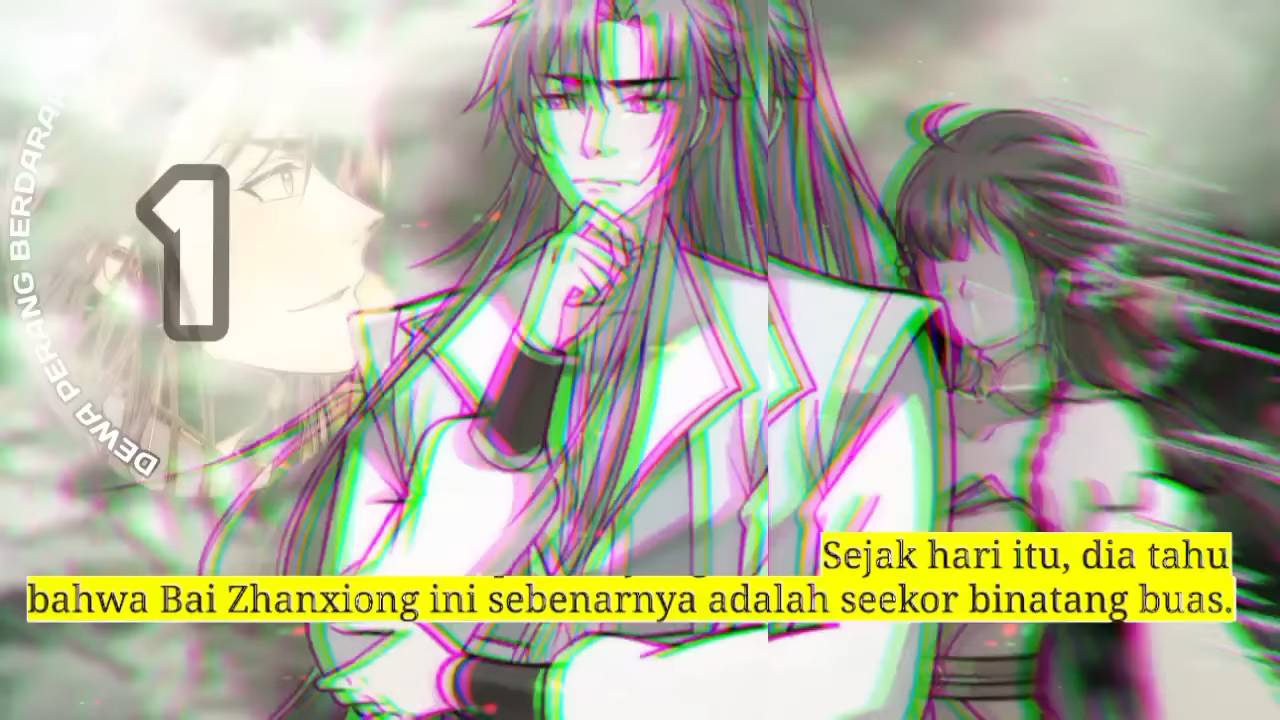 DEWA PERANG BERDARAH
1
Sejak hari itu, dia tahu
bahwa Bai Zhanxiong ini sebenarnya adalah seekor binatang buas.